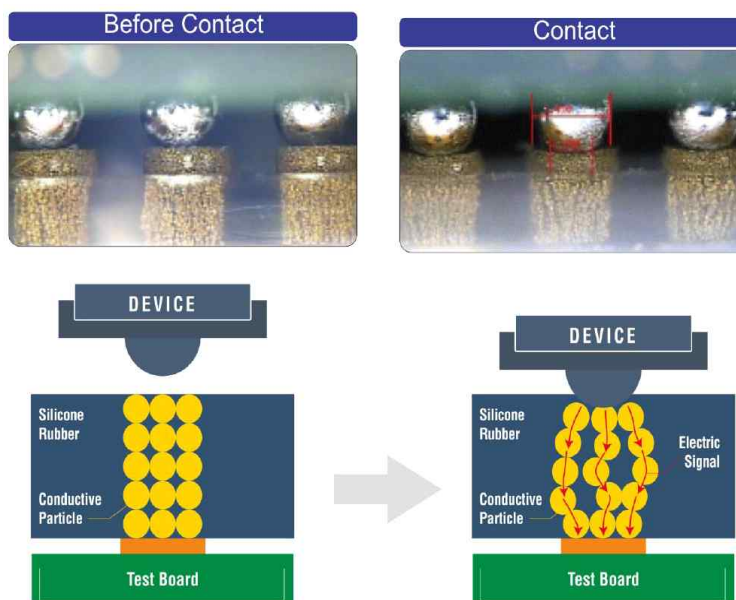 Before Contact
Contact
DEVICE
Silicone
Rubber
Conductive
Particle
Test Board
DEVICE
Silicone
Rubber
Electric
Signal
Conductive
Particle
Test Board